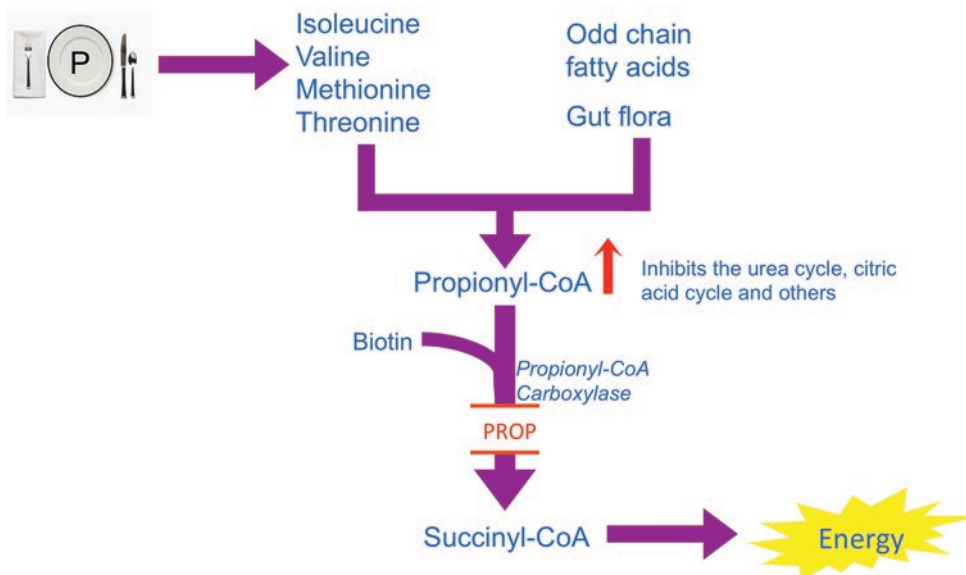 P
Isoleucine
Valine
Methionine
Threonine
Odd chain
fatty acids
Gut flora
Propionyl-CoA
Inhibits the urea cycle, citric
acid cycle and others
Biotin
Propionyl-CoA
Carboxylase
PROP
Succinyl-CoA
Energy